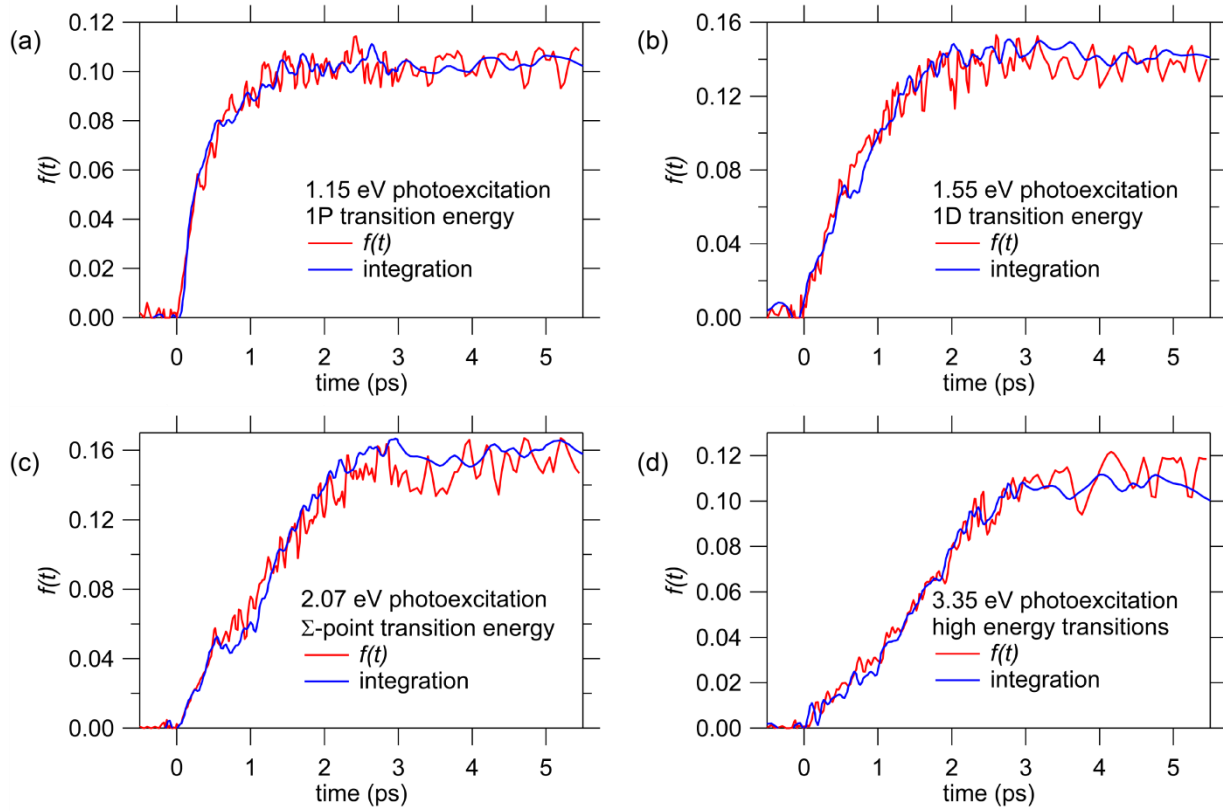 (a)
0.12
0.10
0.08
0.06
0.04
0.02
0.00
f(t)
1.15 eV photoexcitation
1P transition energy
f(t)
integration
0 1 2 3 4 5
time (ps)
(b)
0.16
0.12
0.08
0.04
0.00
f(t)
1.55 eV photoexcitation
1D transition energy
f(t)
integration
0 1 2 3 4 5
time (ps)
(c)
0.16
0.12
0.08
0.04
0.00
f(t)
2.07 eV photoexcitation
Σ-point transition energy
f(t)
integration
0 1 2 3 4 5
time (ps)
(d)
0.12
0.10
0.08
0.06
0.04
0.02
0.00
f(t)
3.35 eV photoexcitation
high energy transitions
f(t)
integration
0 1 2 3 4 5
time (ps)